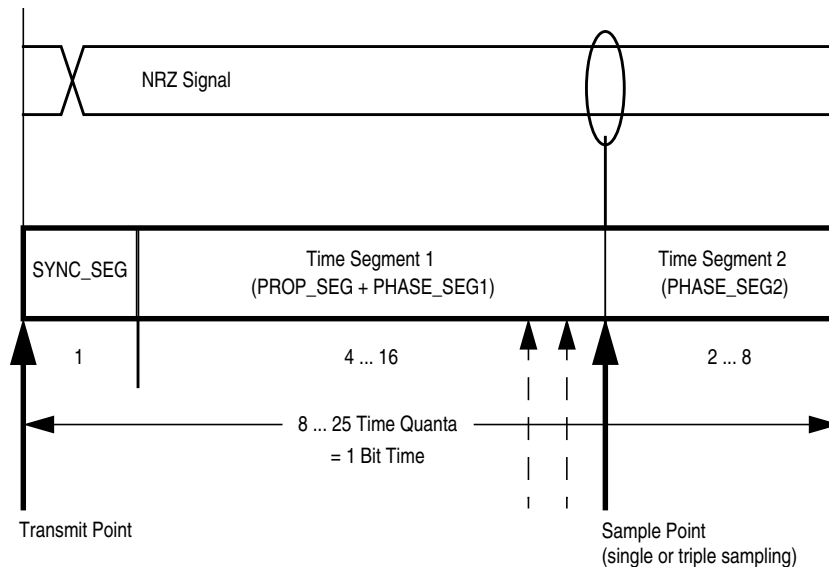 NRZ Signal
SYNC_SEG
Time Segment 1
(PROP_SEG + PHASE_SEG1)
Time Segment 2
(PHASE_SEG2)
1
4 ... 16
2 ... 8
8 ... 25 Time Quanta
= 1 Bit Time
Transmit Point
Sample Point
(single or triple sampling)